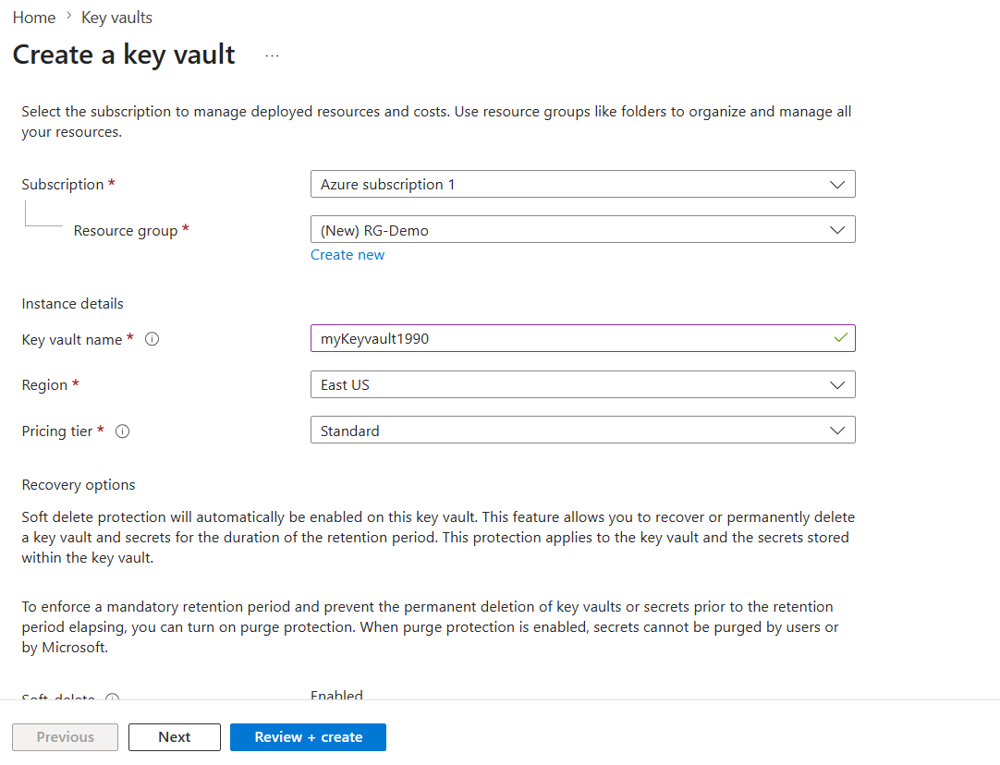 Home > Key vaults
Create a key vault ...
Select the subscription to manage deployed resources and costs. Use resource groups like folders to organize and manage all
your resources.
Subscription * Azure subscription 1
Resource group * (New) RG-Demo
Create new
Instance details
Key vault name * myKeyvault1990
Region * East US
Pricing tier * Standard
Recovery options
Soft delete protection will automatically be enabled on this key vault. This feature allows you to recover or permanently delete
a key vault and secrets for the duration of the retention period. This protection applies to the key vault and the secrets stored
within the key vault.
To enforce a mandatory retention period and prevent the permanent deletion of key vaults or secrets prior to the retention
period elapsing, you can turn on purge protection. When purge protection is enabled, secrets cannot be purged by users or
by Microsoft.
Soft-delete Enabled
Previous Next Review + create